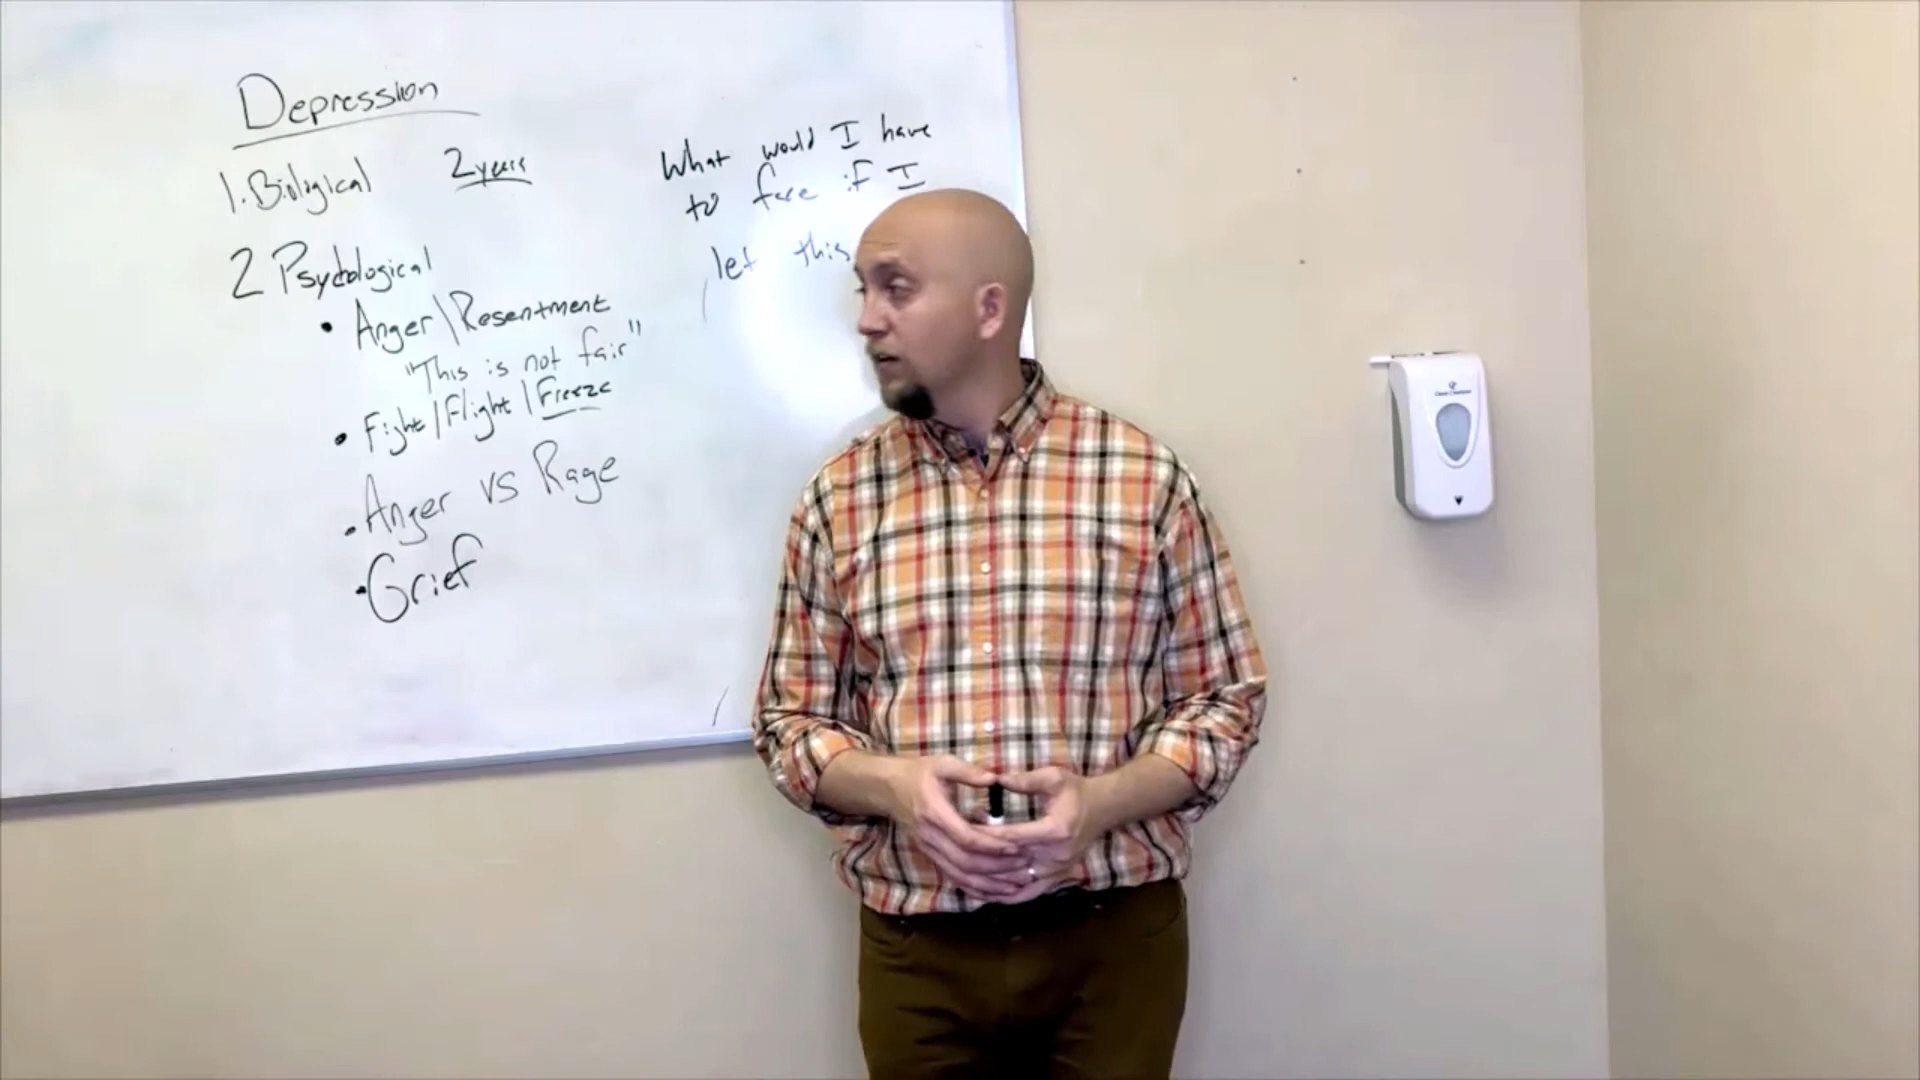 Depression
1. Biological 2 years
2 Psychological
• Anger\Resentment
"This is not fair"
• Fight/Flight/Freeze
• Anger vs Rage
• Grief
What would I have
to face if I
let this